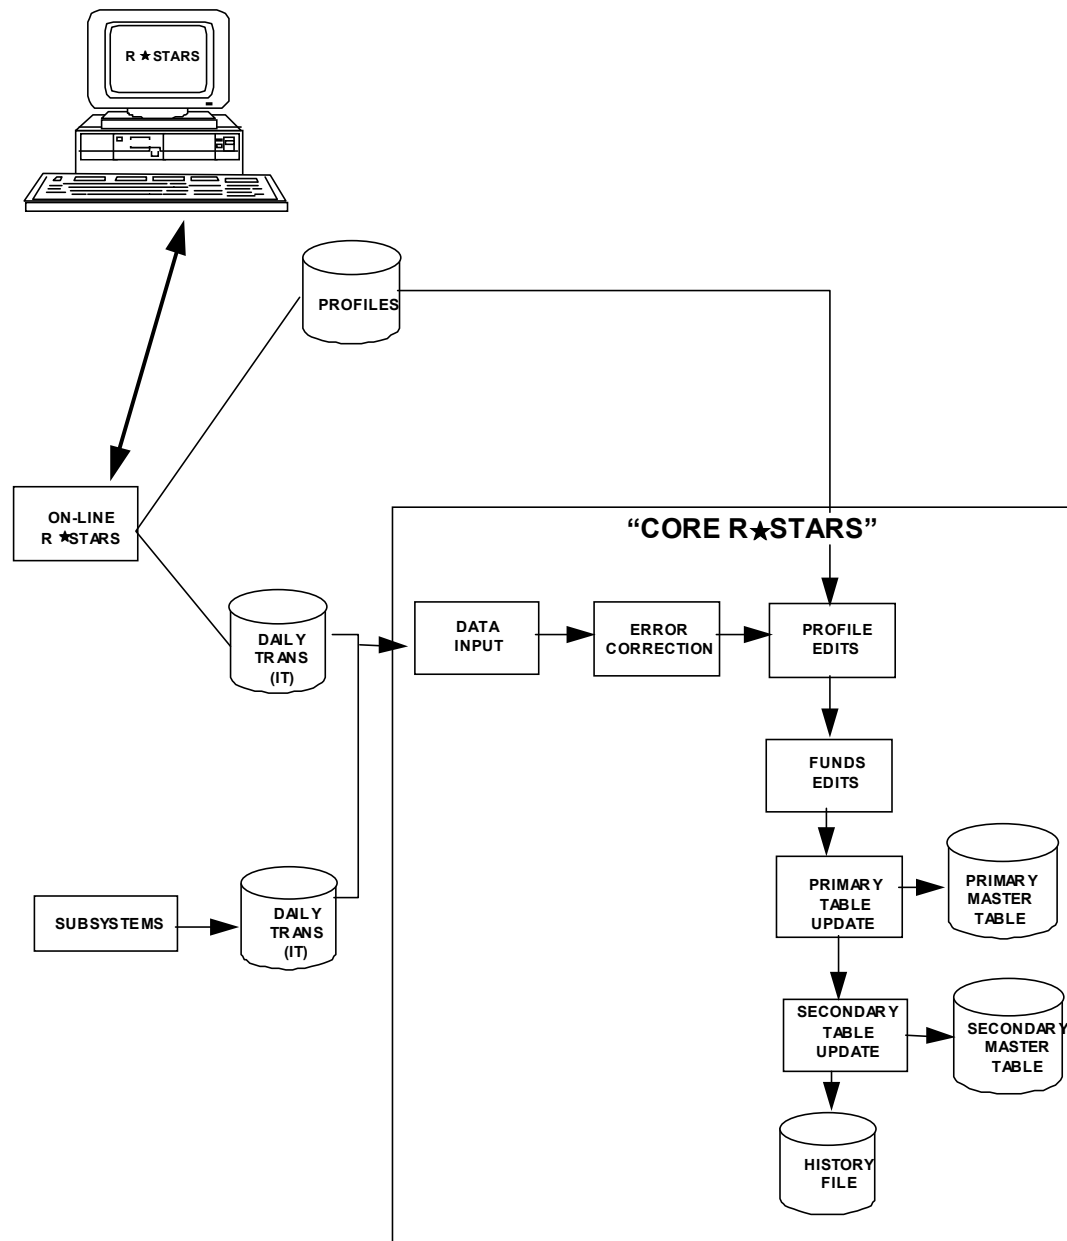 R ★ STARS
PROFILES
ON-LINE
R ★STARS
“CORE R★STARS”
DAILY
TRANS
(IT)
DATA
INPUT
ERROR
CORRECTION
PROFILE
EDITS
FUNDS
EDITS
PRIMARY
TABLE
UPDATE
PRIMARY
MASTER
TABLE
SUBSYSTEMS
DAILY
TRANS
(IT)
SECONDARY
TABLE
UPDATE
SECONDARY
MASTER
TABLE
HISTORY
FILE